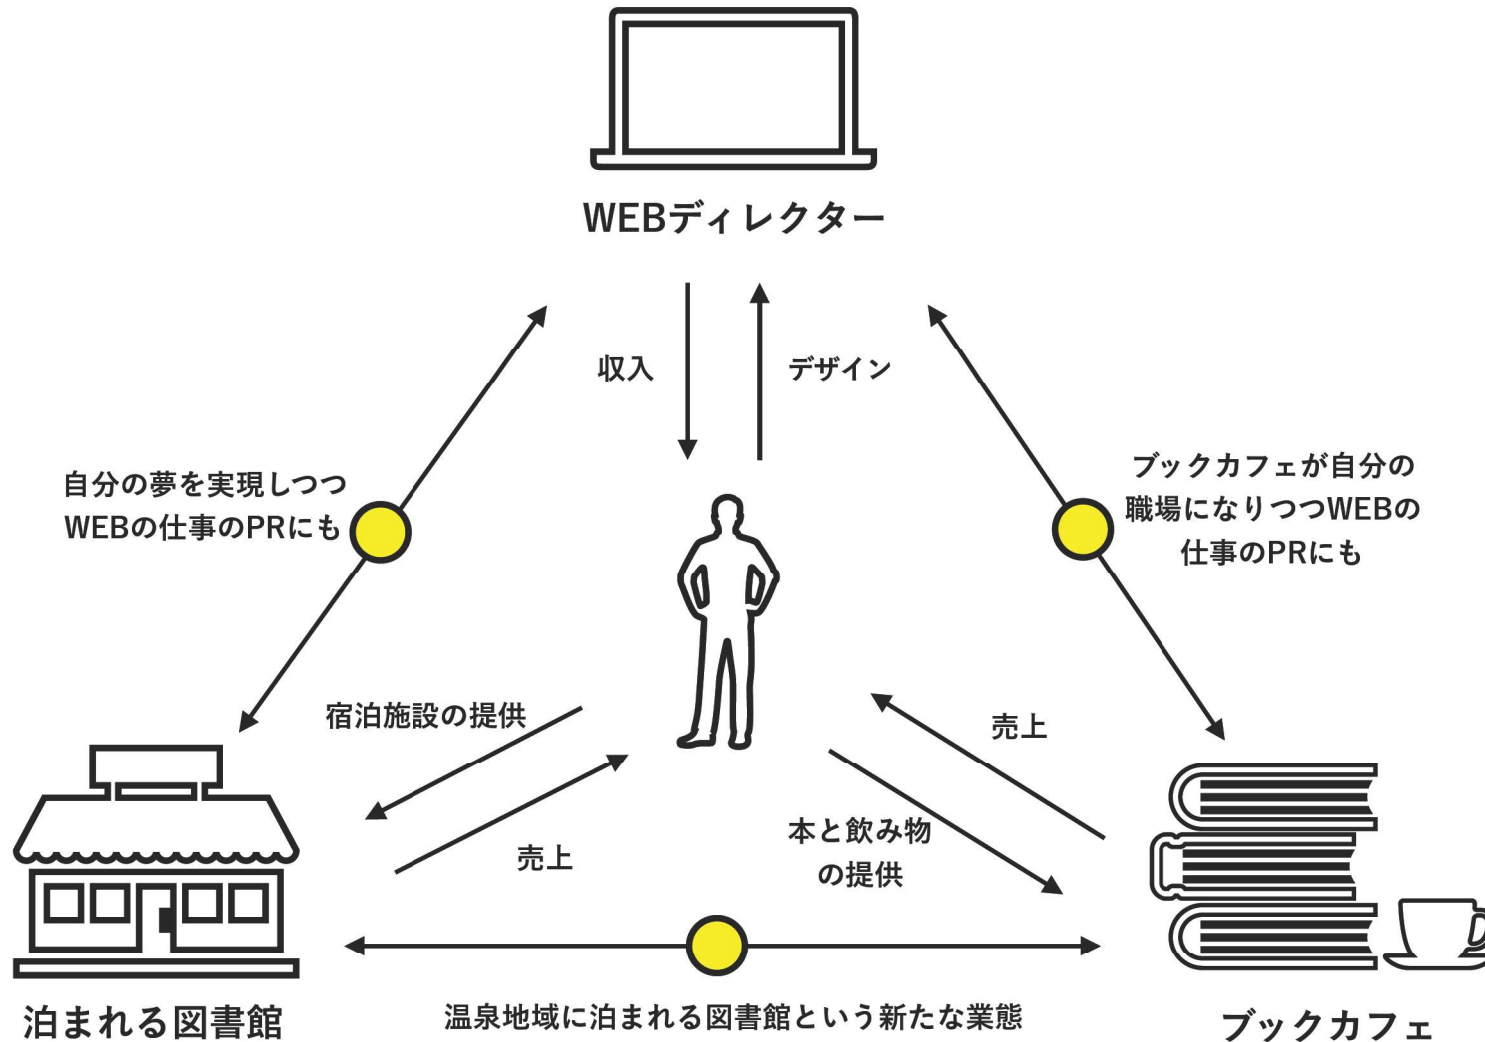 WEBディレクター
収入
デザイン
自分の夢を実現しつつ
WEBの仕事のPRにも
ブックカフェが自分の
職場になりつつWEBの
仕事のPRにも
宿泊施設の提供
売上
売上
本と飲み物
の提供
泊まれる図書館
温泉地域に泊まれる図書館という新たな業態
ブックカフェ